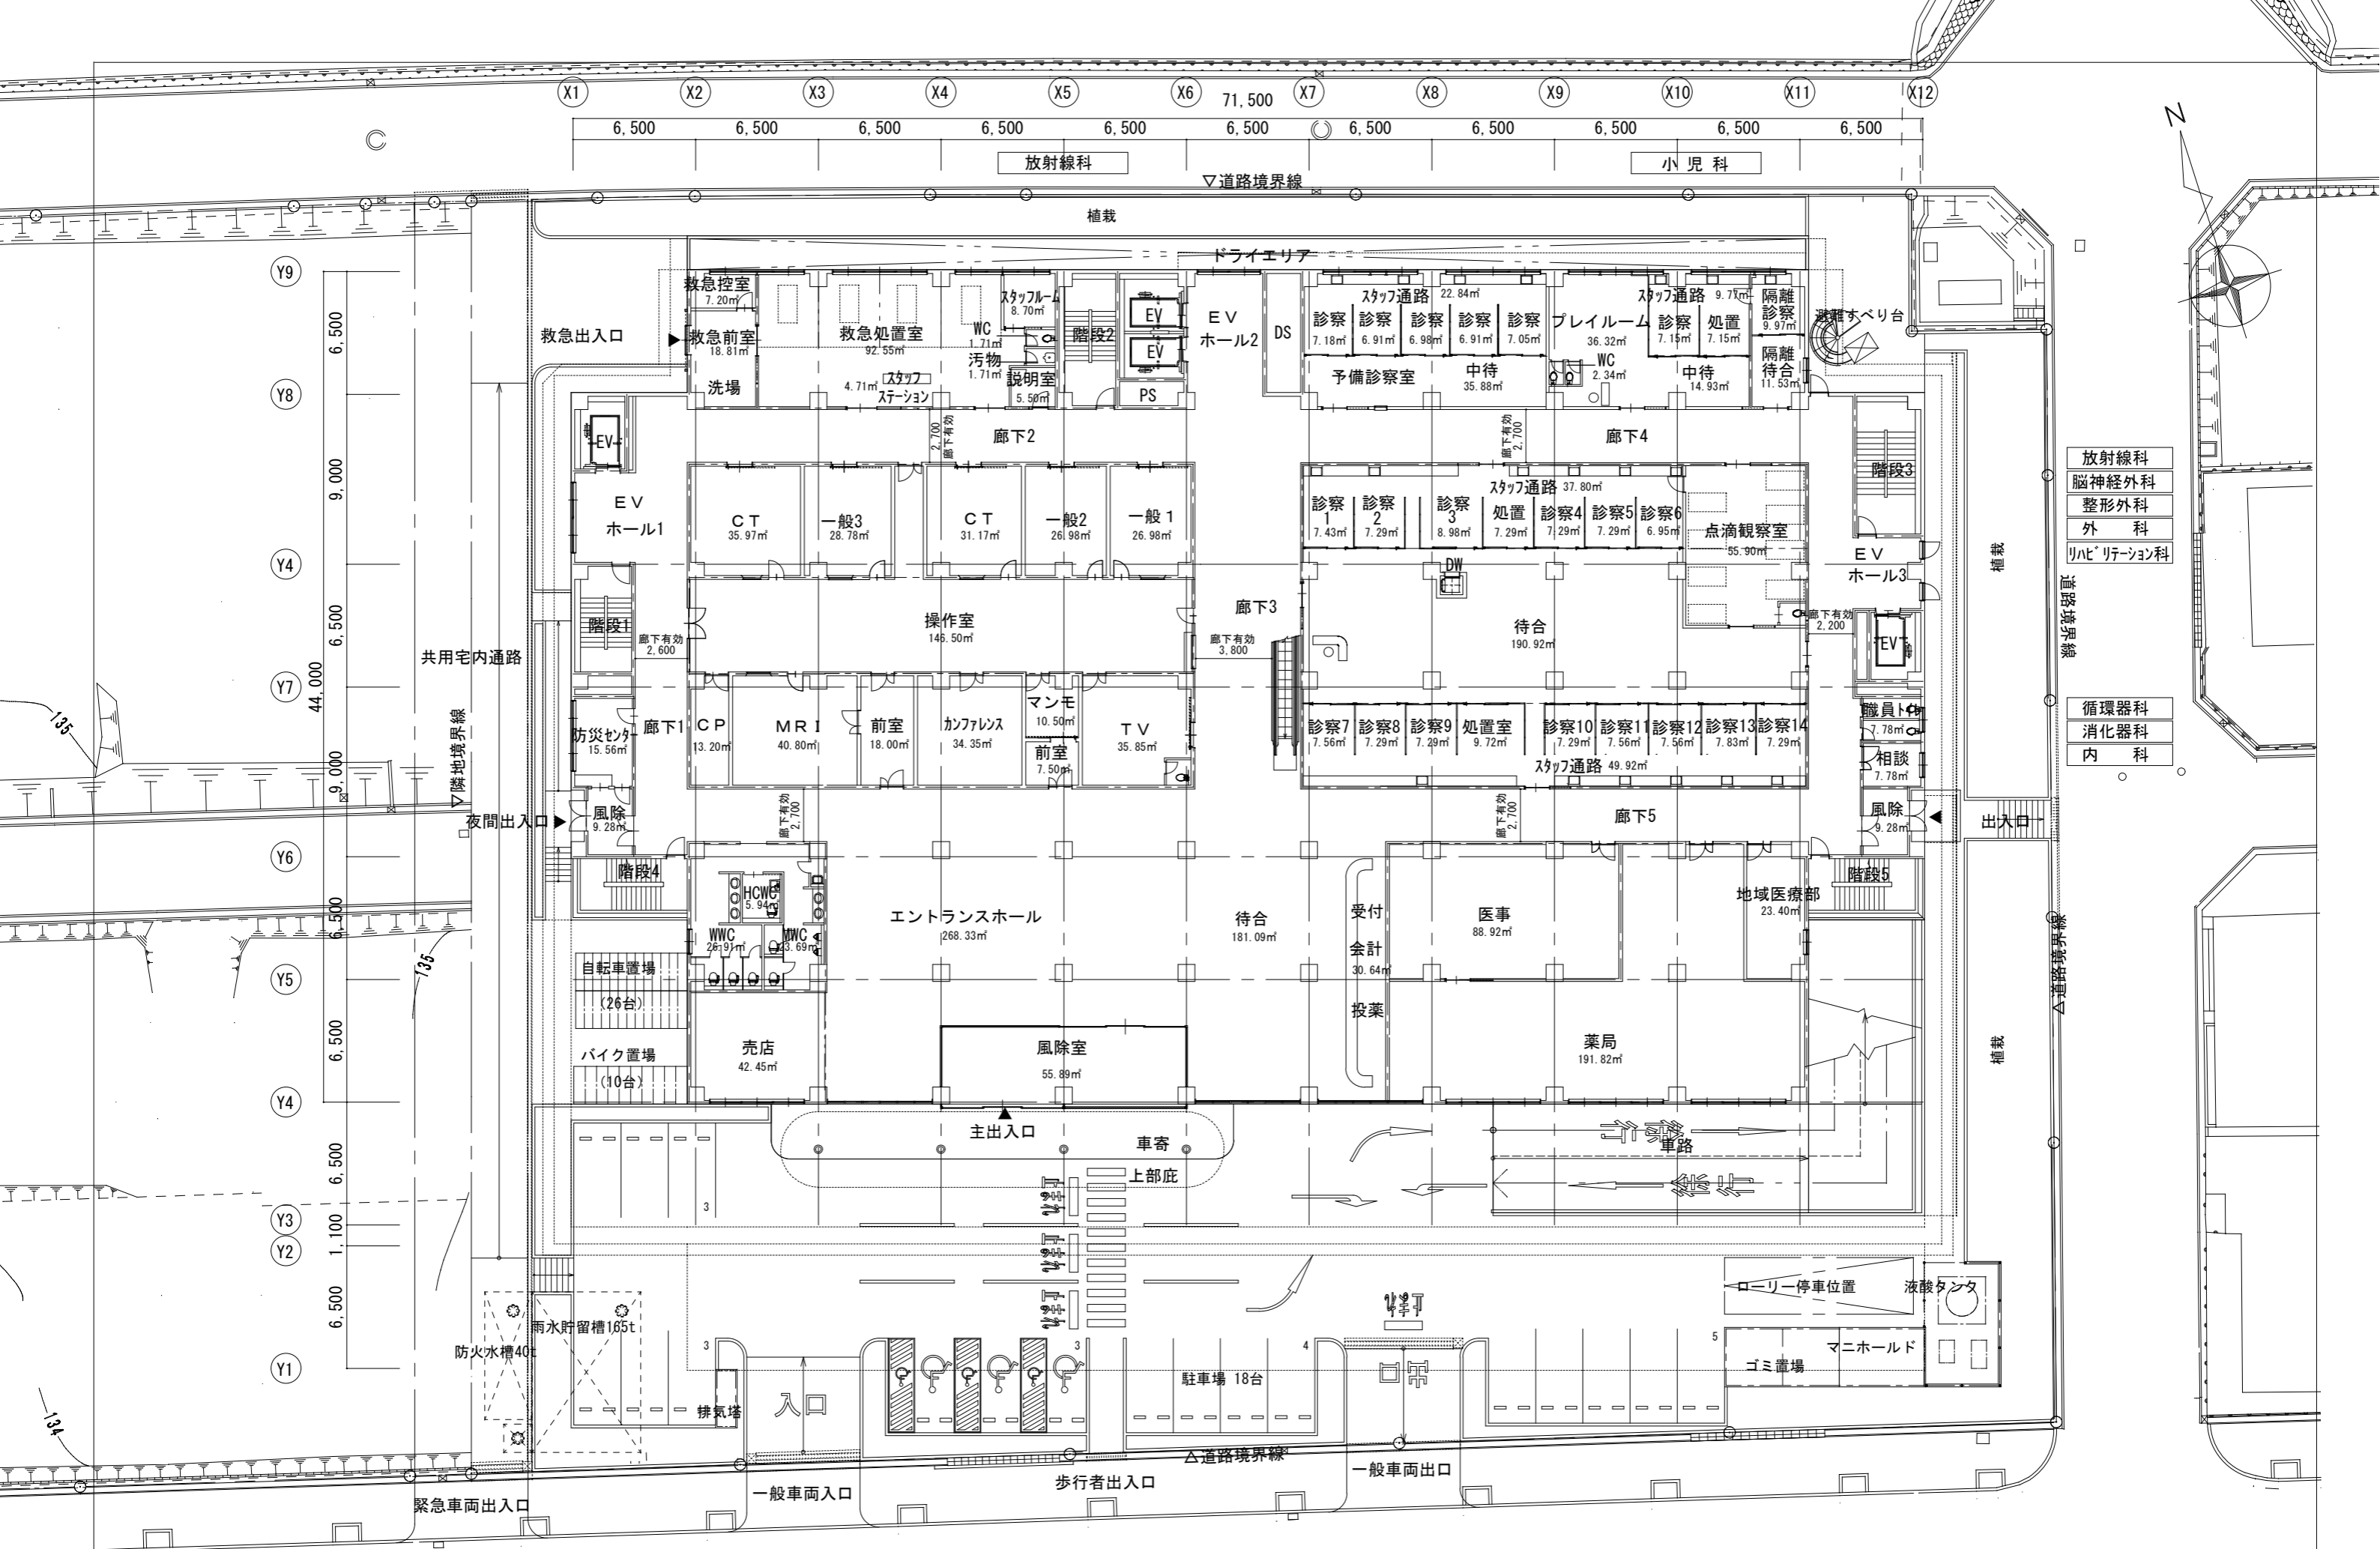 X1 X2 X3 X4 X5 X6 X7 X8 X9 X10 X11 X12
71,500
6,500 6,500 6,500 6,500 6,500 6,500 6,500 6,500 6,500 6,500 6,500
放射線科
小児科
▽道路境界線
N
植栽
ドライエリア
Y9
6,500
Y8
9,000
Y4
6,500
Y7
44,000
9,000
Y6
6,500
Y5
6,500
Y4
6,500
Y3
1,100
Y2
6,500
Y1
救急出入口
救急控室
7.20㎡
救急前室
18.81㎡
洗場
救急処置室
92.55㎡
4.71㎡
スタッフ
ステーション
スタッフルーム
8.70㎡
WC
1.71㎡
汚物
1.71㎡
説明室
5.50㎡
階段2
EV
EV
PS
EV
ホール2
DS
スタッフ通路 22.84㎡
診察
7.18㎡
診察
6.91㎡
診察
6.98㎡
診察
6.91㎡
診察
7.05㎡
予備診察室
中待
35.88㎡
プレイルーム
36.32㎡
WC
2.34㎡
スタッフ通路 9.77㎡
診察
7.15㎡
処置
7.15㎡
中待
14.93㎡
隔離
診察
9.97㎡
隔離
待合
11.53㎡
避難すべり台
EV
EV
ホール1
廊下2
2,700
廊下有効
廊下有効
2,700
廊下4
階段3
CT
35.97㎡
一般3
28.78㎡
CT
31.17㎡
一般2
26.98㎡
一般1
26.98㎡
スタッフ通路 37.80㎡
診察
1
7.43㎡
診察
2
7.29㎡
診察
3
8.98㎡
処置
7.29㎡
診察4
7.29㎡
診察5
7.29㎡
診察6
6.95㎡
点滴観察室
55.90㎡
EV
ホール3
放射線科
脳神経外科
整形外科
外 科
リハビリテーション科
植栽
道路境界線
DW
階段1
操作室
146.50㎡
廊下3
廊下有効
2,600
廊下有効
3,800
待合
190.92㎡
廊下有効
2,200
EV
共用宅内通路
▽隣地境界線
135
防災センター
15.56㎡
廊下1
CP
13.20㎡
MRI
40.80㎡
前室
18.00㎡
カンファレンス
34.35㎡
マンモ
10.50㎡
前室
7.50㎡
TV
35.85㎡
診察7
7.56㎡
診察8
7.29㎡
診察9
7.29㎡
処置室
9.72㎡
診察10
7.29㎡
診察11
7.56㎡
診察12
7.56㎡
診察13
7.83㎡
診察14
7.29㎡
スタッフ通路 49.92㎡
7.78㎡
相談
7.78㎡
循環器科
消化器科
内 科
夜間出入口
風除
9.28㎡
廊下有効
2,700
廊下有効
2,700
廊下5
風除
9.28㎡
出入口
階段4
HCWC
5.94㎡
WWC
26.91㎡
MWC
23.69㎡
エントランスホール
268.33㎡
待合
181.09㎡
受付
会計
30.64㎡
投薬
医事
88.92㎡
地域医療部
23.40㎡
階段5
△道路境界線
135
自転車置場
(26台)
バイク置場
(10台)
売店
42.45㎡
風除室
55.89㎡
薬局
191.82㎡
植栽
主出入口
車寄
上部庇
車路
徐行
徐行
止まれ
止まれ
止まれ
止まれ
3
3
3
4
5
雨水貯留槽165t
防火水槽40t
排気塔
入口
出口
駐車場 18台
ローリー停車位置
液酸タンク
マニホールド
ゴミ置場
134
△道路境界線
緊急車両出入口
一般車両入口
歩行者出入口
一般車両出口